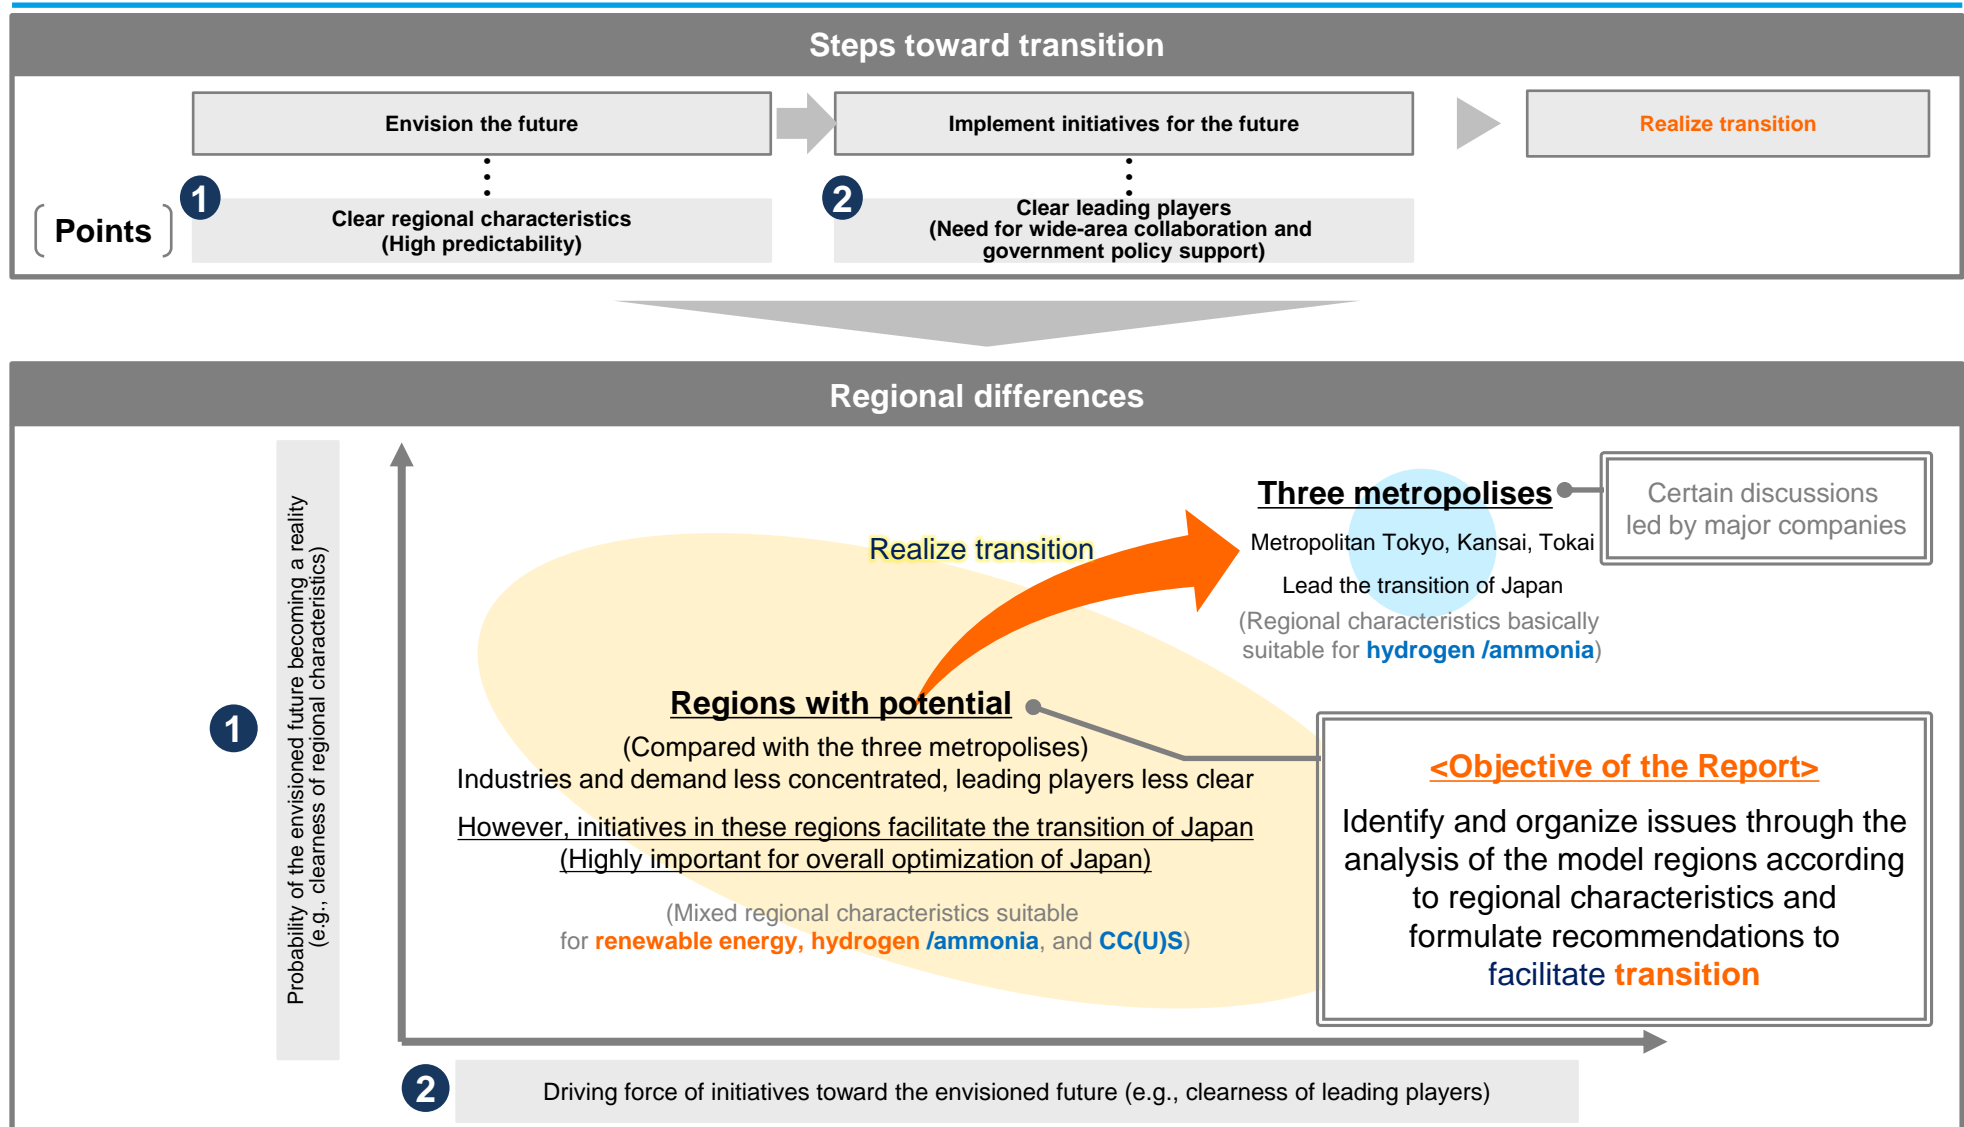 Steps toward transition
Envision the future
Implement initiatives for the future
Realize transition
Points
1
Clear regional characteristics
(High predictability)
2
Clear leading players
(Need for wide-area collaboration and
government policy support)
Regional differences
1
Probability of the envisioned future becoming a reality
(e.g., clearness of regional characteristics)
Three metropolises
Metropolitan Tokyo, Kansai, Tokai
Lead the transition of Japan
(Regional characteristics basically
suitable for hydrogen /ammonia)
Certain discussions
led by major companies
Realize transition
Regions with potential
(Compared with the three metropolises)
Industries and demand less concentrated, leading players less clear
However, initiatives in these regions facilitate the transition of Japan
(Highly important for overall optimization of Japan)
(Mixed regional characteristics suitable
for renewable energy, hydrogen /ammonia, and CC(U)S)
<Objective of the Report>
Identify and organize issues through the
analysis of the model regions according
to regional characteristics and
formulate recommendations to
facilitate transition
2
Driving force of initiatives toward the envisioned future (e.g., clearness of leading players)